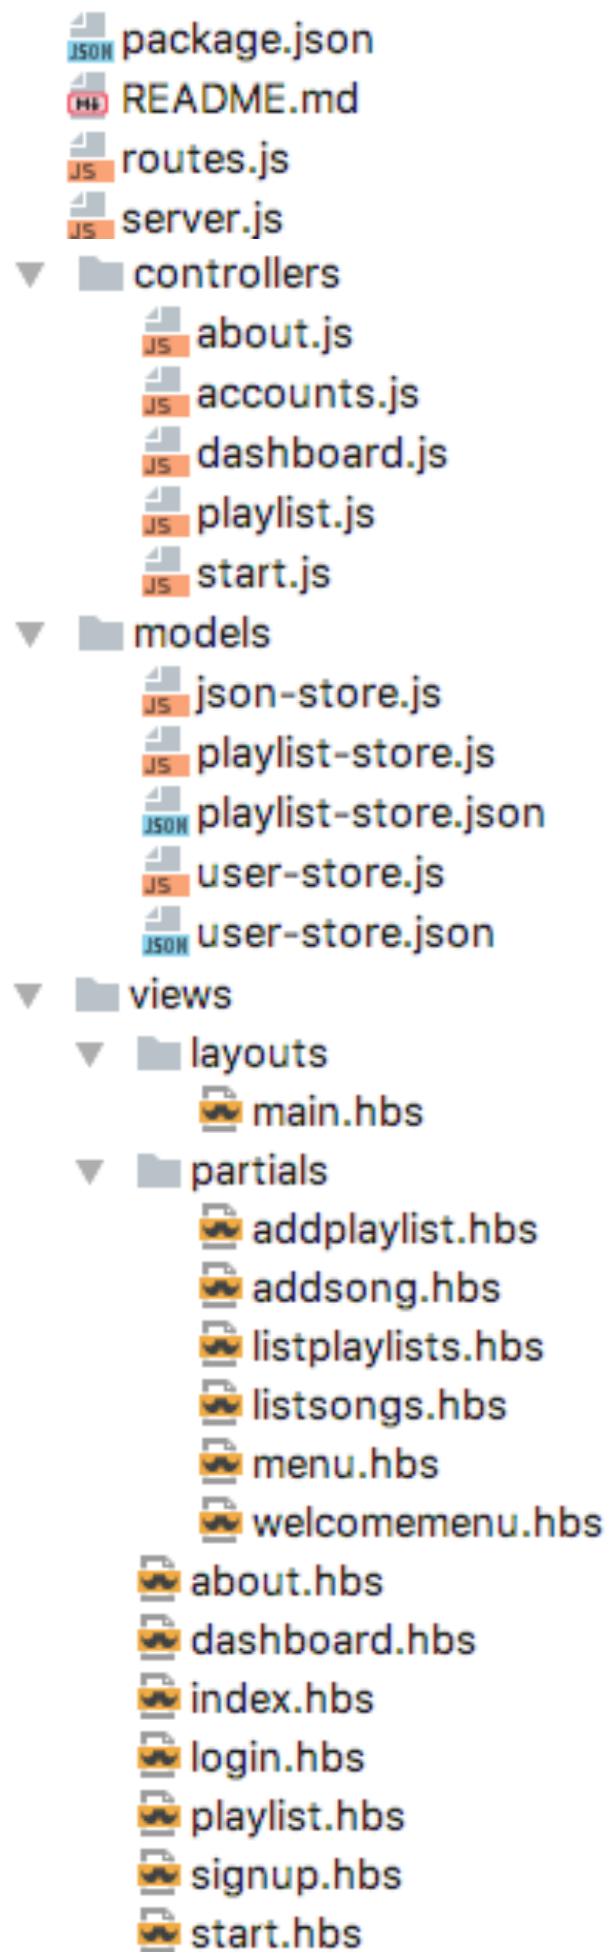 package.json
README.md
routes.js
server.js
controllers
about.js
accounts.js
dashboard.js
playlist.js
start.js
models
json-store.js
playlist-store.js
playlist-store.json
user-store.js
user-store.json
views
layouts
main.hbs
partials
addplaylist.hbs
addsong.hbs
listplaylists.hbs
listsongs.hbs
menu.hbs
welcomemenu.hbs
about.hbs
dashboard.hbs
index.hbs
login.hbs
playlist.hbs
signup.hbs
start.hbs